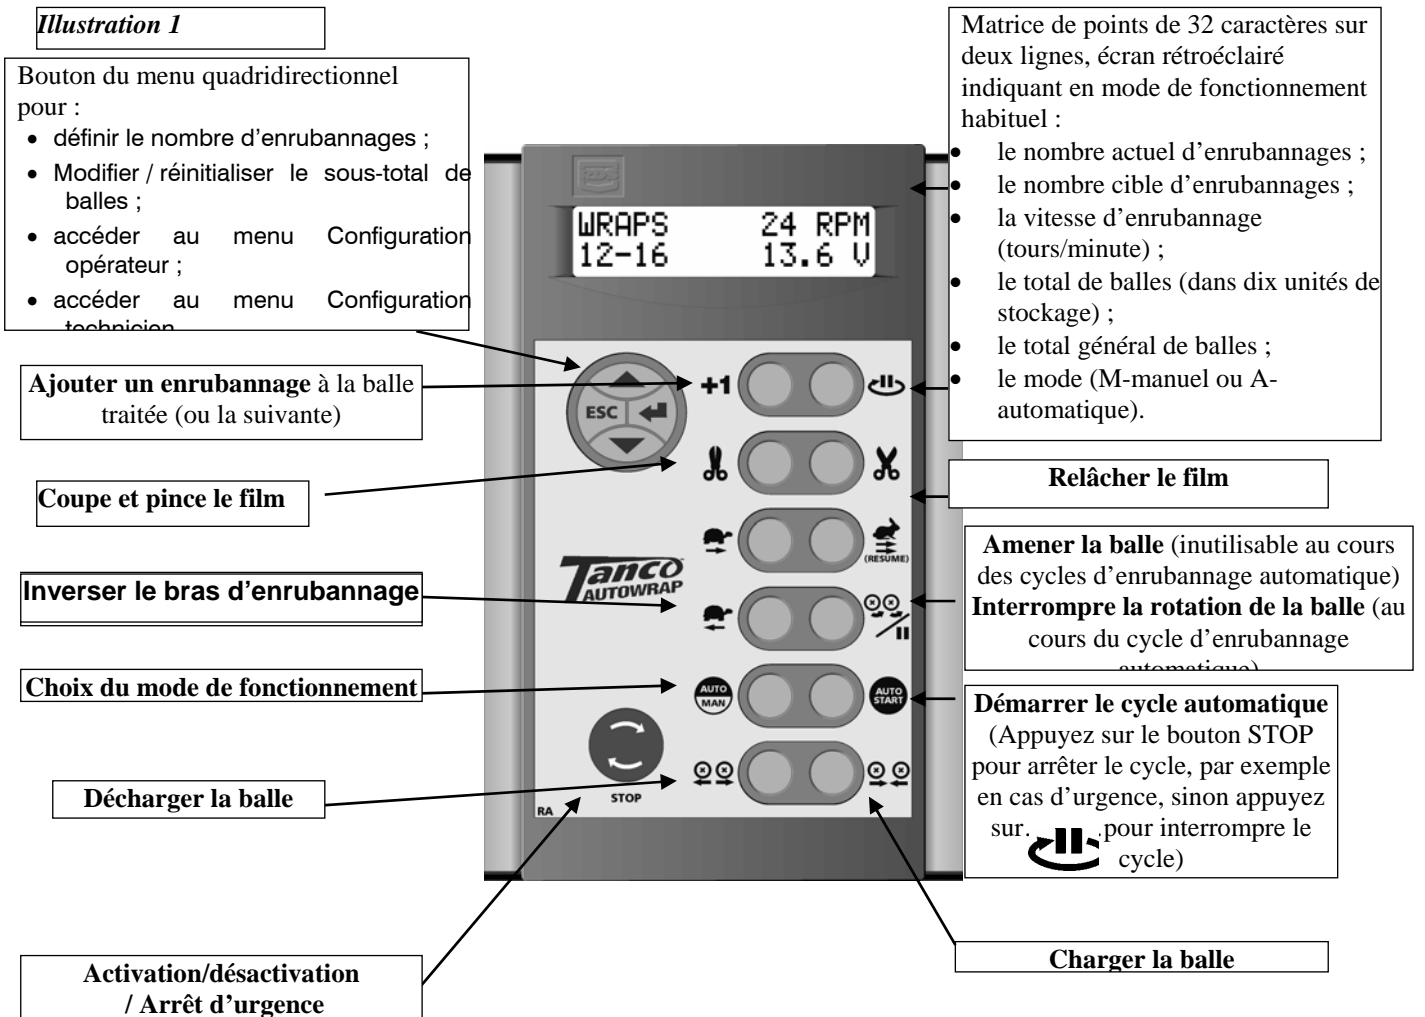 Illustration 1
Bouton du menu quadridirectionnel
pour :
• définir le nombre d’enrubannages ;
• Modifier / réinitialiser le sous-total de
balles ;
• accéder au menu Configuration
opérateur ;
• accéder au menu Configuration
technicien
Ajouter un enrubannage à la balle
traitée (ou la suivante)
Coupe et pince le film
Inverser le bras d’enrubannage
Choix du mode de fonctionnement
Décharger la balle
Activation/désactivation
/ Arrêt d’urgence
WRAPS 24 RPM
12-16 13.6 V
ESC
+1
(RESUME)
Tanco
AUTOWRAP
AUTO
MAN
AUTO
START
STOP
RA
Matrice de points de 32 caractères sur
deux lignes, écran rétroéclairé
indiquant en mode de fonctionnement
habituel :
• le nombre actuel d’enrubannages ;
• le nombre cible d’enrubannages ;
• la vitesse d’enrubannage
(tours/minute) ;
• le total de balles (dans dix unités de
stockage) ;
• le total général de balles ;
• le mode (M-manuel ou A-
automatique).
Relâcher le film
Amener la balle (inutilisable au cours
des cycles d’enrubannage automatique)
Interrompre la rotation de la balle (au
cours du cycle d’enrubannage
automatique)
Démarrer le cycle automatique
(Appuyez sur le bouton STOP
pour arrêter le cycle, par exemple
en cas d’urgence, sinon appuyez
sur. .pour interrompre le
cycle)
Charger la balle